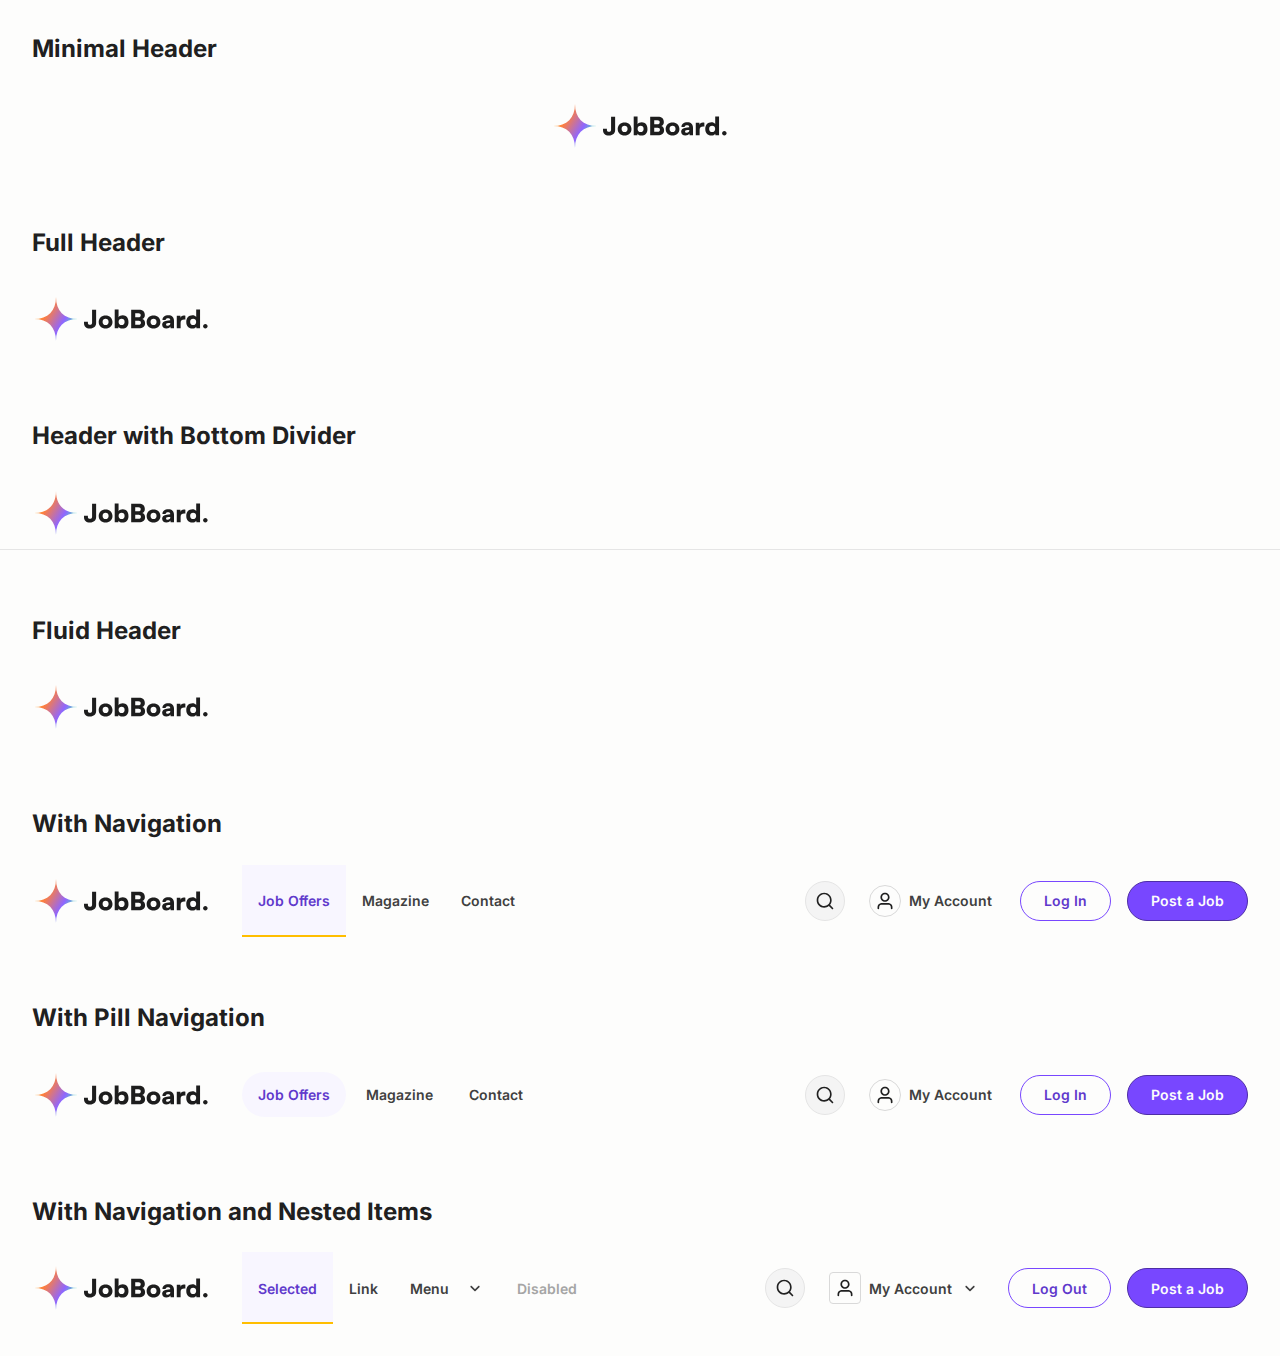 Minimal Header
JobBoard.
Full Header
JobBoard.
Header with Bottom Divider
JobBoard.
Fluid Header
JobBoard.
With Navigation
JobBoard. Job Offers Magazine Contact My Account Log In Post a Job
With Pill Navigation
JobBoard. Job Offers Magazine Contact My Account Log In Post a Job
With Navigation and Nested Items
JobBoard. Selected Link Menu Disabled My Account Log Out Post a Job